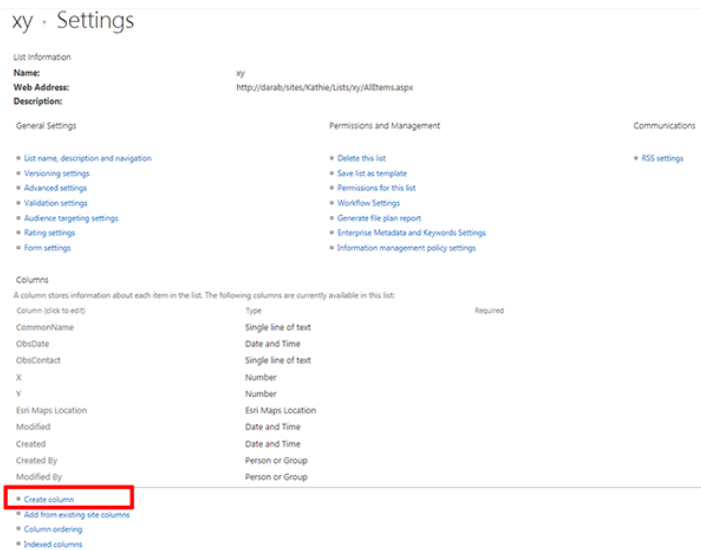 xy › Settings
List Information
Name: xy
Web Address: http://darab/sites/Kathie/Lists/xy/AllItems.aspx
Description:
General Settings Permissions and Management Communications
List name, description and navigation Delete this list RSS settings
Versioning settings Save list as template
Advanced settings Permissions for this list
Validation settings Workflow Settings
Audience targeting settings Generate file plan report
Rating settings Enterprise Metadata and Keywords Settings
Form settings Information management policy settings
Columns
A column stores information about each item in the list. The following columns are currently available in this list:
Column (click to edit) Type Required
CommonName Single line of text
ObsDate Date and Time
ObsContact Single line of text
X Number
Y Number
Esri Maps Location Esri Maps Location
Modified Date and Time
Created Date and Time
Created By Person or Group
Modified By Person or Group
Create column
Add from existing site columns
Column ordering
Indexed columns